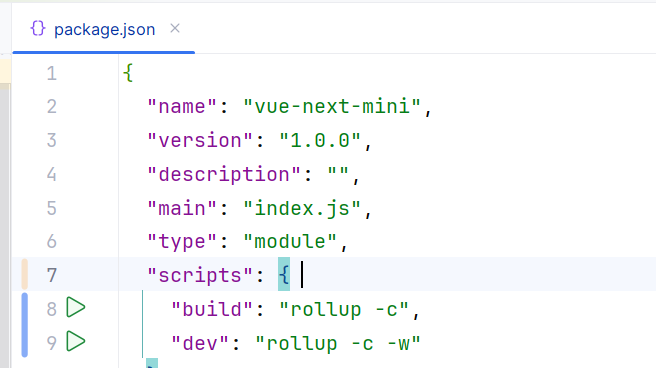 {} package.json ×
1 {
2 "name": "vue-next-mini",
3 "version": "1.0.0",
4 "description": "",
5 "main": "index.js",
6 "type": "module",
7 "scripts": {
8 "build": "rollup -c",
9 "dev": "rollup -c -w"